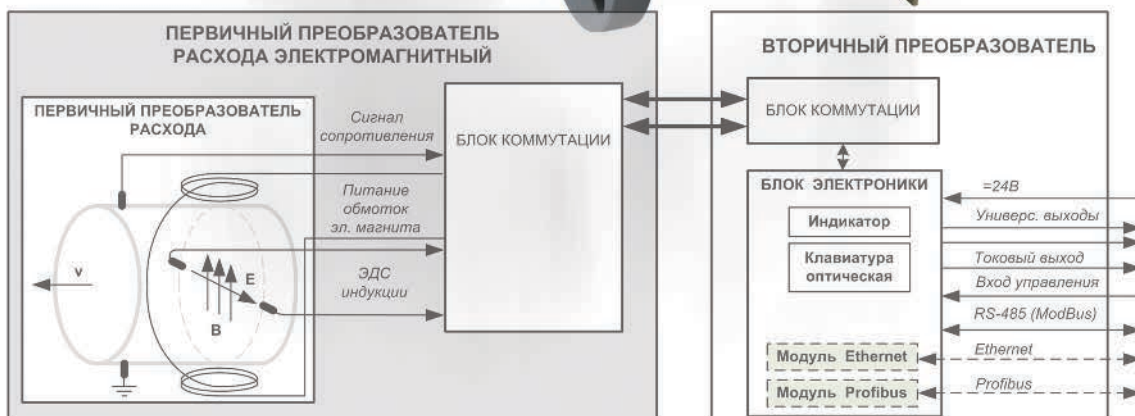 ПЕРВИЧНЫЙ ПРЕОБРАЗОВАТЕЛЬ
РАСХОДА ЭЛЕКТРОМАГНИТНЫЙ
ПЕРВИЧНЫЙ ПРЕОБРАЗОВАТЕЛЬ
РАСХОДА
Сигнал
сопротивления
Питание
обмоток
эл. магнита
ЭДС
индукции
v
E
B
БЛОК КОММУТАЦИИ
ВТОРИЧНЫЙ ПРЕОБРАЗОВАТЕЛЬ
БЛОК КОММУТАЦИИ
БЛОК ЭЛЕКТРОНИКИ
Индикатор
Клавиатура
оптическая
Модуль Ethernet
Модуль Profibus
=24В
Универс. выходы
Токовый выход
Вход управления
RS-485 (ModBus)
Ethernet
Profibus